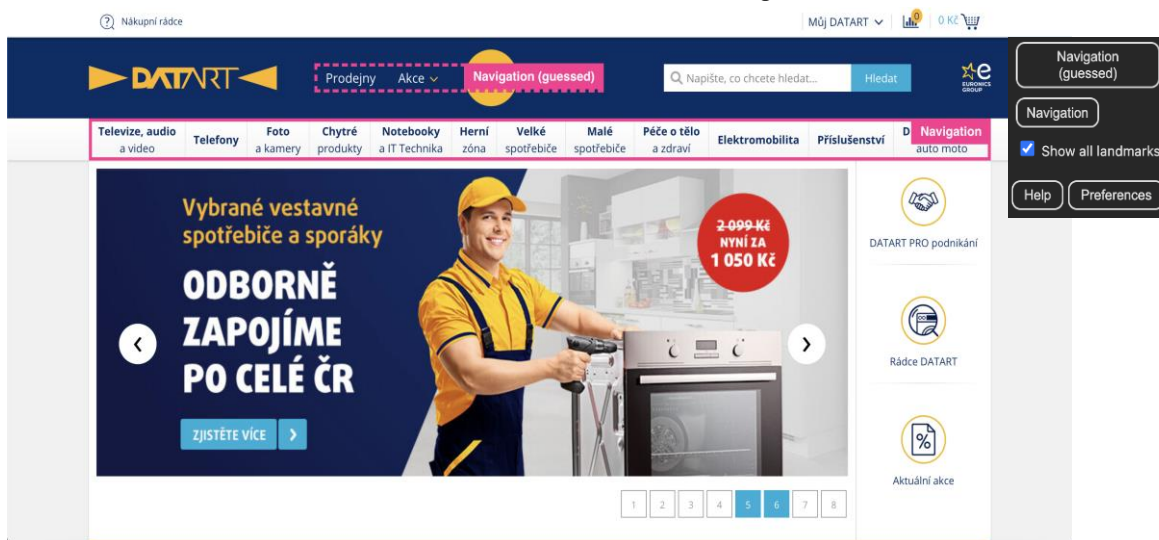 Nákupní rádce
Můj DATART
0
0 Kč
DATART
Prodejny Akce
Navigation (guessed)
Napište, co chcete hledat...
Hledat
EURONICS
GROUP
Navigation
(guessed)
Navigation
Show all landmarks
Help
Preferences
Televize, audio
a video
Telefony
Foto
a kamery
Chytré
produkty
Notebooky
a IT Technika
Herní
zóna
Velké
spotřebiče
Malé
spotřebiče
Péče o tělo
a zdraví
Elektromobilita
Příslušenství
D
Navigation
auto moto
Vybrané vestavné
spotřebiče a sporáky
ODBORNĚ
ZAPOJÍME
PO CELÉ ČR
ZJISTĚTE VÍCE
2 099 Kč
NYNÍ ZA
1 050 Kč
DATART PRO podnikání
Rádce DATART
Aktuální akce
1 2 3 4 5 6 7 8